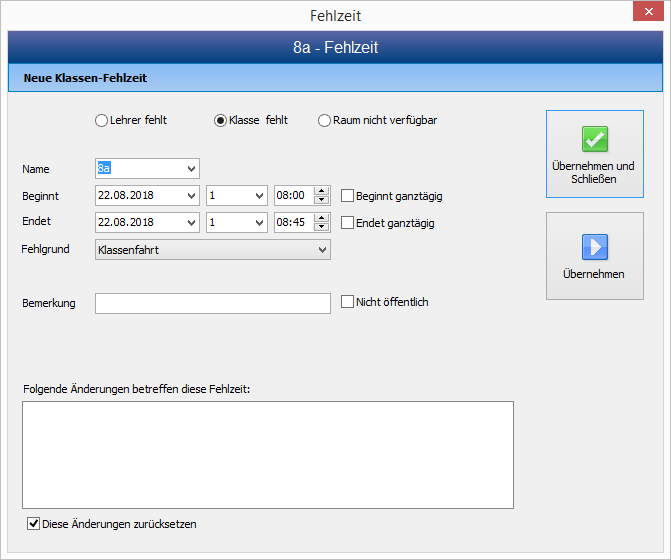 Fehlzeit
8a - Fehlzeit
Neue Klassen-Fehlzeit
Lehrer fehlt Klasse fehlt Raum nicht verfügbar
Übernehmen und
Schließen
Name 8a
Beginnt 22.08.2018 1 08:00 Beginnt ganztägig
Endet 22.08.2018 1 08:45 Endet ganztägig
Fehlgrund Klassenfahrt
Übernehmen
Bemerkung Nicht öffentlich
Folgende Änderungen betreffen diese Fehlzeit:
Diese Änderungen zurücksetzen